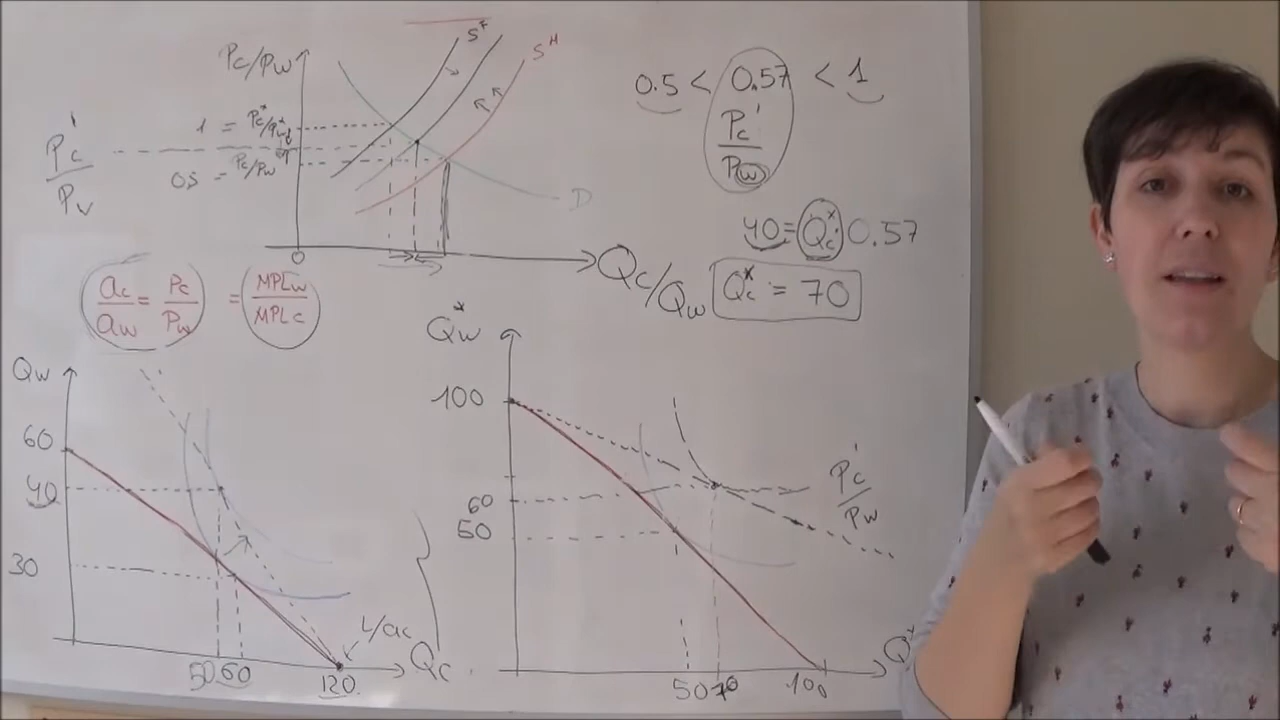 Pc/Pw
S*
S^H
0.5 < 0.57 < 1
Pc'
Pw
1 = Pc*/Pw*
Pc'
Pv
05 = Pc/Pw
D
40 = Qc* 0.57
0
Qc/Qw
Qc* = 70
ac = Pc = MPLw
aw Pw MPLc
Qw*
Qw
100
60
Pc'
Pw
40
60
50
30
L/ac
Qc
Q*
50 60
120
50 70
100